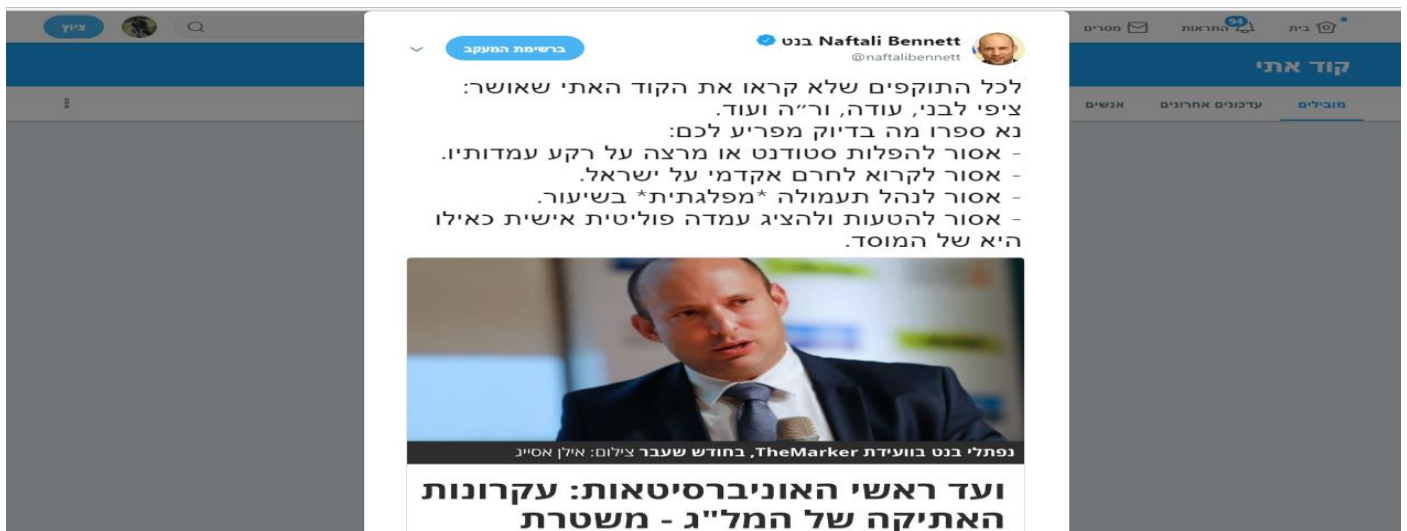 בית
94
התראות
מסרים
ציוץ
קוד אתי
מובילים
עדכונים אחרונים
אנשים
Naftali Bennett בנט
@naftalibennett
ברשימת המעקב
לכל התוקפים שלא קראו את הקוד האתי שאושר:
ציפי לבני, עודה, ור״ה ועוד.
נא ספרו מה בדיוק מפריע לכם:
- אסור להפלות סטודנט או מרצה על רקע עמדותיו.
- אסור לקרוא לחרם אקדמי על ישראל.
- אסור לנהל תעמולה *מפלגתית* בשיעור.
- אסור להטעות ולהציג עמדה פוליטית אישית כאילו
היא של המוסד.
נפתלי בנט בוועידת TheMarker, בחודש שעבר צילום: אילן אסייג
ועד ראשי האוניברסיטאות: עקרונות
האתיקה של המל"ג - משטרת